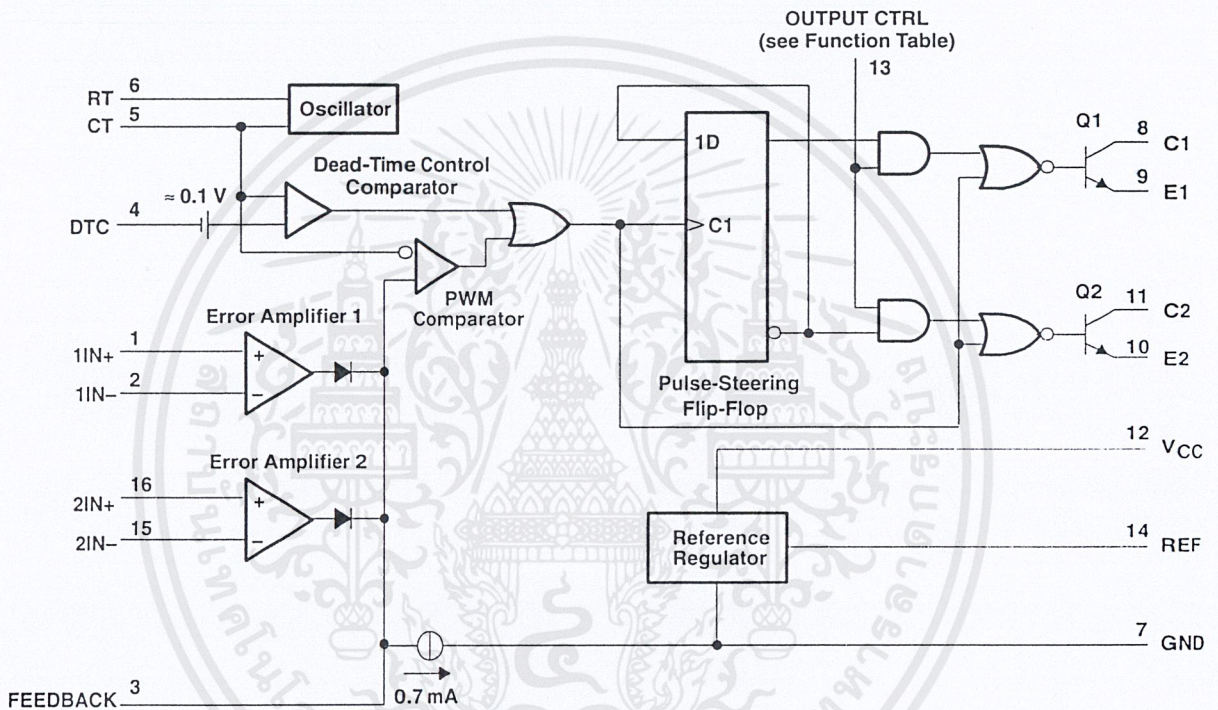 OUTPUT CTRL
(see Function Table)
13
RT 6
CT 5
Oscillator
Dead-Time Control
Comparator
≈ 0.1 V
DTC 4
PWM
Comparator
Error Amplifier 1
1IN+ 1
1IN− 2
+
−
Error Amplifier 2
2IN+ 16
2IN− 15
+
−
FEEDBACK 3
0.7 mA
1D
C1
Pulse-Steering
Flip-Flop
Q1
8 C1
9 E1
Q2
11 C2
10 E2
12 VCC
Reference
Regulator
14 REF
7 GND